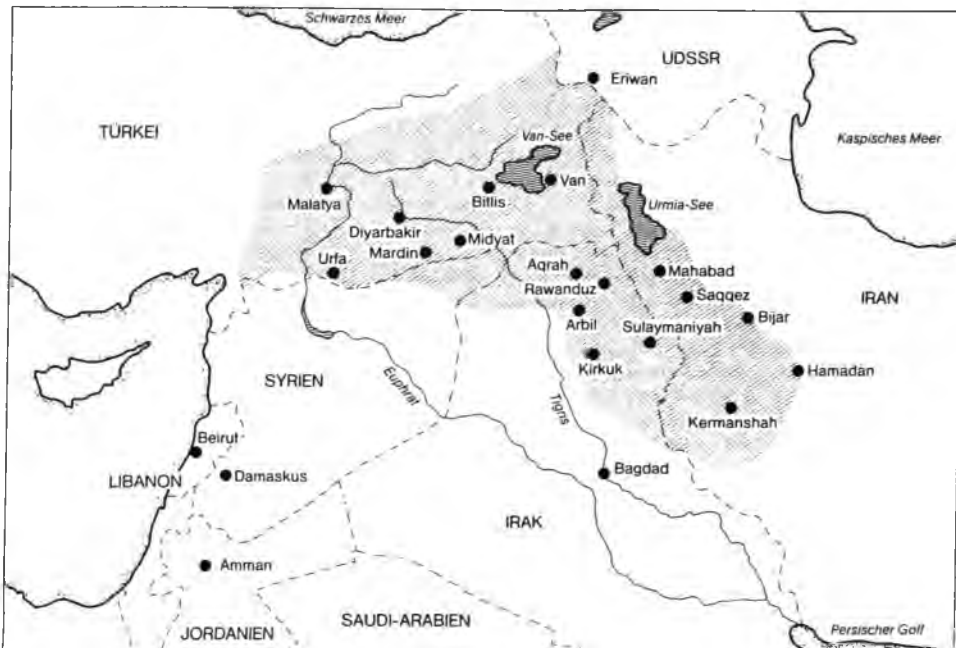 Schwarzes Meer
UDSSR
Eriwan
TÜRKEI
Kaspisches Meer
Van-See
Malatya
Bitlis
Van
Urmia-See
Diyarbakir
Mardin
Midyat
Urfa
Aqrah
Rawanduz
Mahabad
Saqqez
IRAN
Arbil
Sulaymaniyah
Bijar
Kirkuk
Hamadan
SYRIEN
Euphrat
Tigris
Kermanshah
Beirut
LIBANON
Damaskus
Bagdad
IRAK
Amman
JORDANIEN
SAUDI-ARABIEN
Persischer Golf